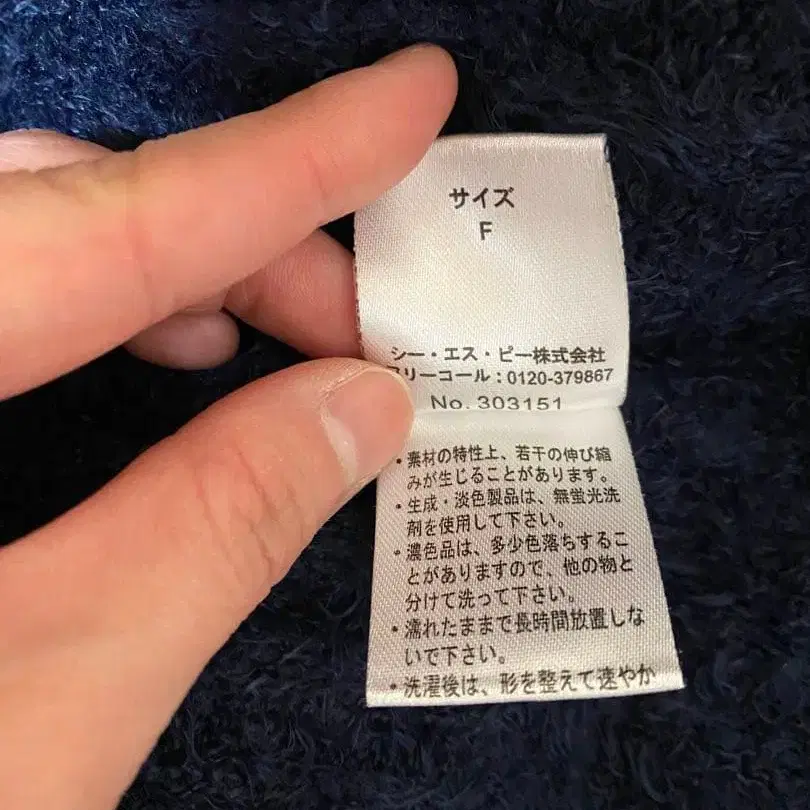 サイズ
F
シー・エス・ピー株式会社
リーコール：0120-379867
No. 303151
・素材の特性上、若干の伸び縮
みが生じることがあります。
・生成・淡色製品は、無蛍光洗
剤を使用して下さい。
・濃色品は、多少色落ちするこ
とがありますので、他の物と
分けて洗って下さい。
・濡れたままで長時間放置しな
いで下さい。
・洗濯後は、形を整えて速やか